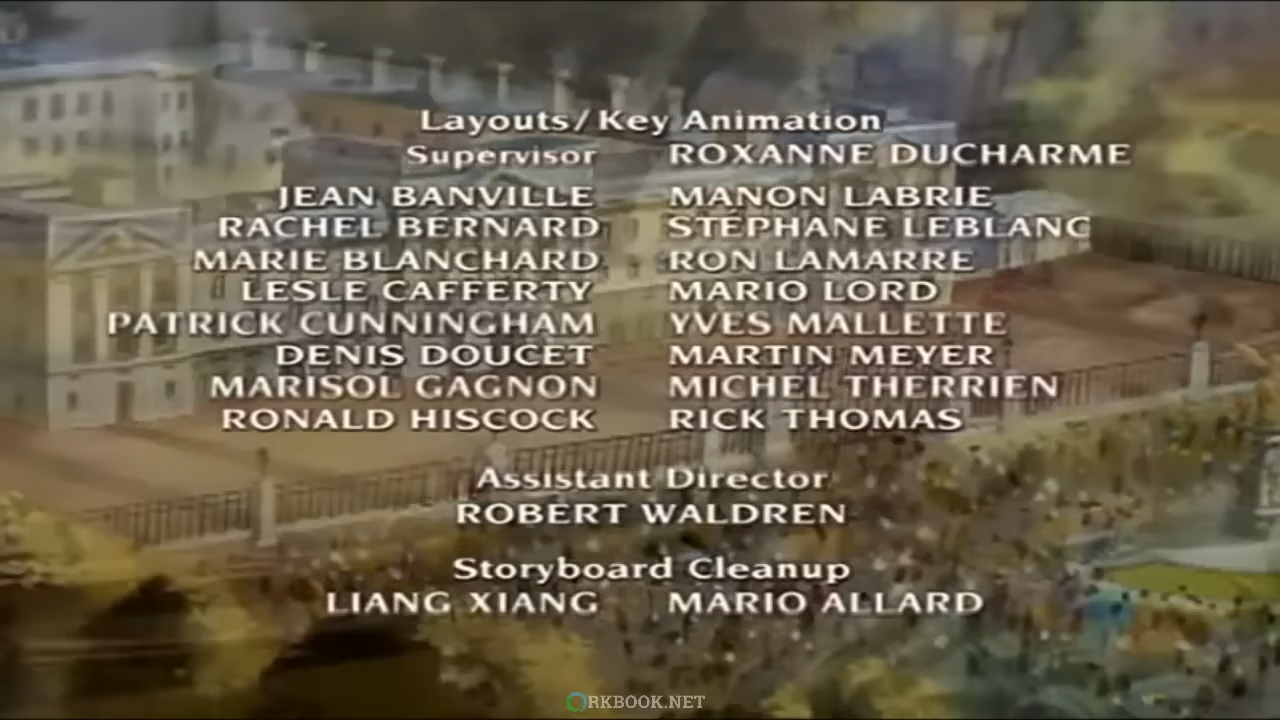 Layouts/Key Animation
Supervisor ROXANNE DUCHARME
JEAN BANVILLE MANON LABRIE
RACHEL BERNARD STEPHANE LEBLANC
MARIE BLANCHARD RON LAMARRE
LESLE CAFFERTY MARIO LORD
PATRICK CUNNINGHAM YVES MALLETTE
DENIS DOUCET MARTIN MEYER
MARISOL GAGNON MICHEL THERRIEN
RONALD HISCOCK RICK THOMAS
Assistant Director
ROBERT WALDREN
Storyboard Cleanup
LIANG XIANG MARIO ALLARD
ORKBOOK.NET